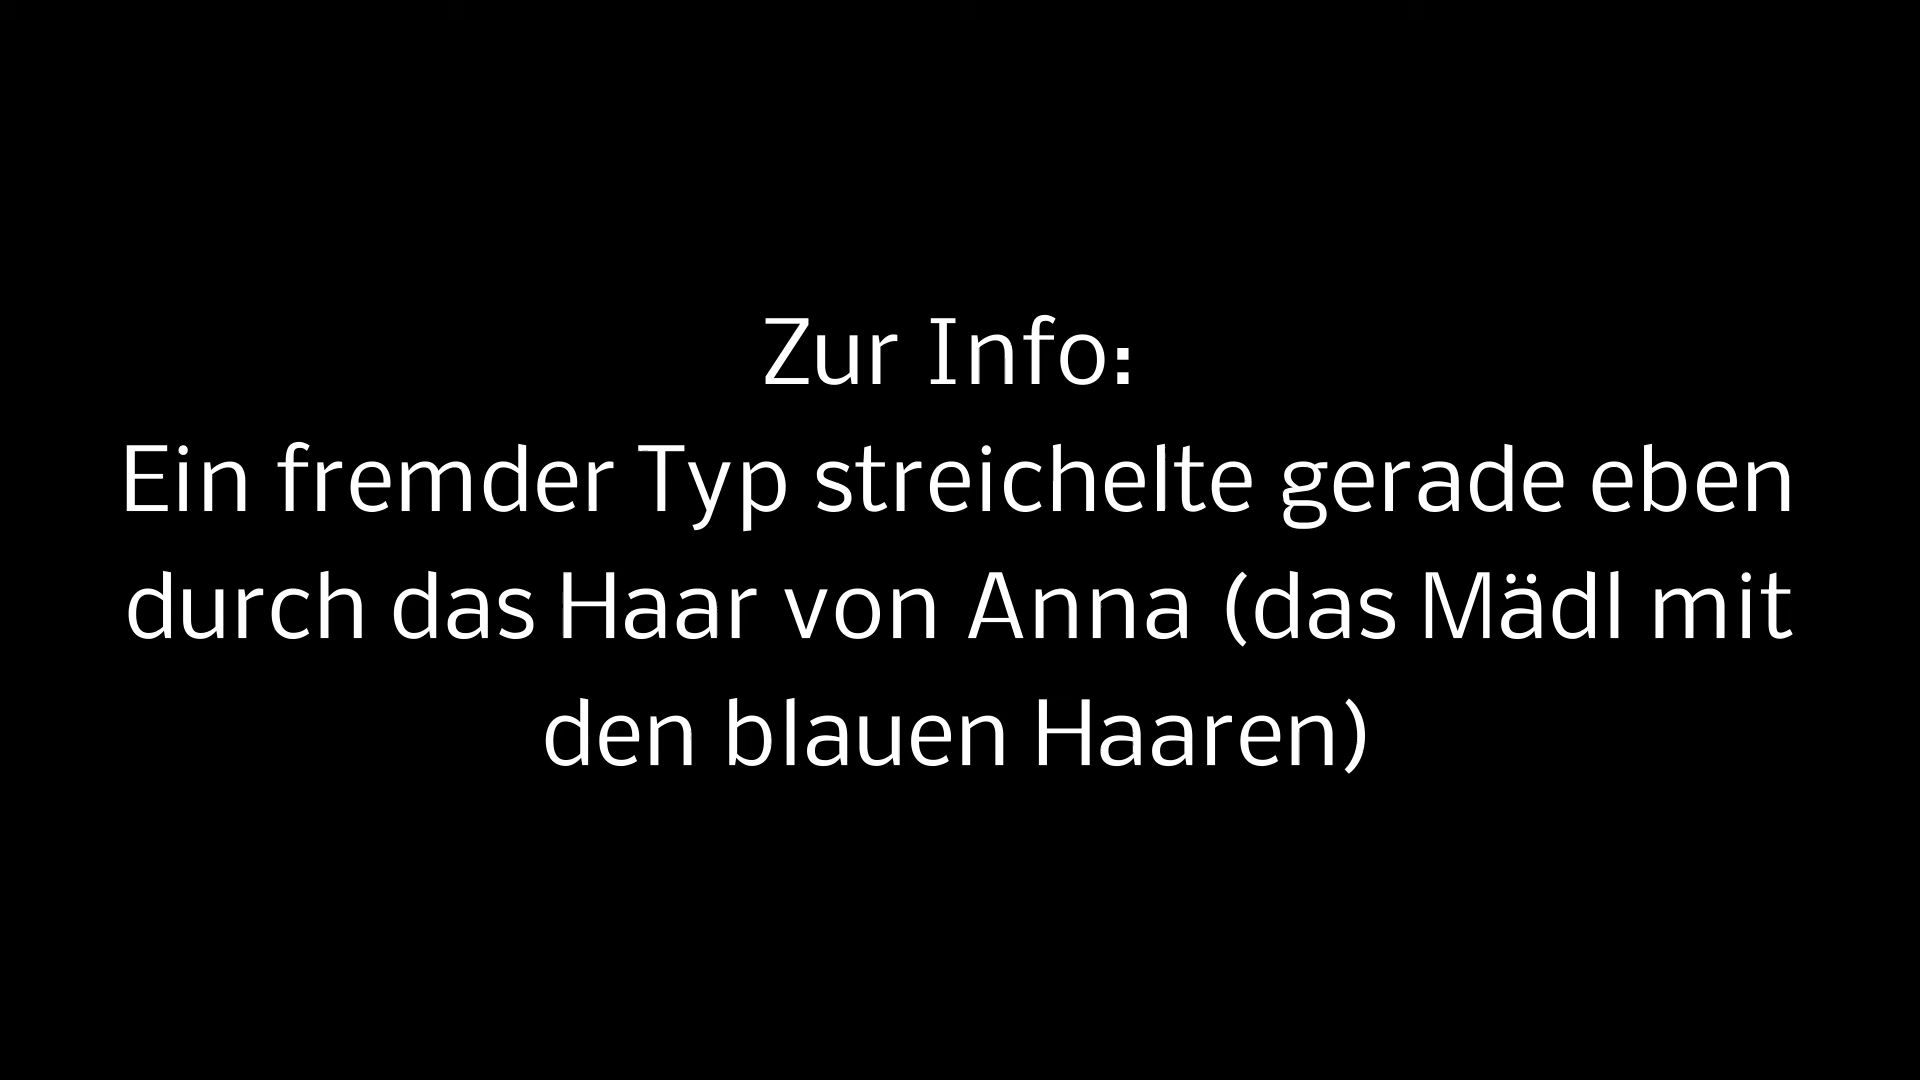 Zur Info:
Ein fremder Typ streichelte gerade eben
durch das Haar von Anna (das Mädl mit
den blauen Haaren)